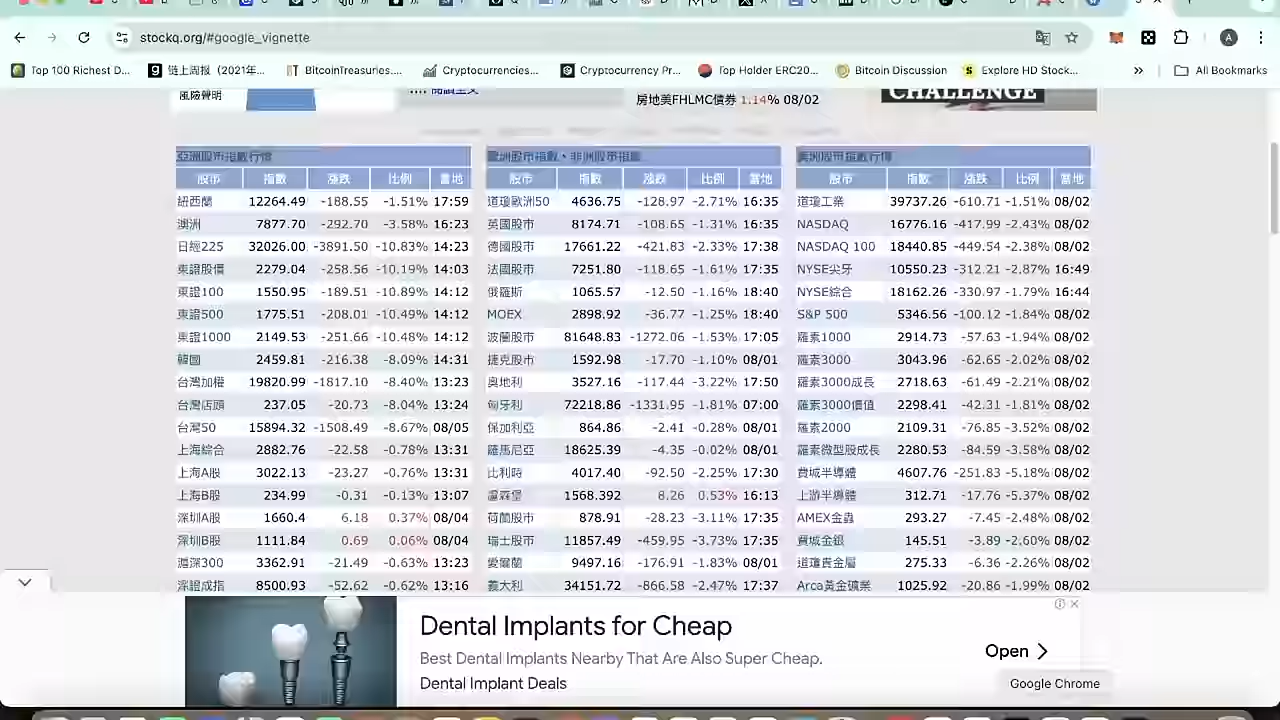 stockq.org/#google_vignette
Top 100 Richest D...
链上周报（2021年...
BitcoinTreasuries....
Cryptocurrencies...
Cryptocurrency Pr...
Top Holder ERC20...
Bitcoin Discussion
Explore HD Stock...
All Bookmarks
風險聲明
房地美FHLMC債券 1.14% 08/02
CHALLENGE
亞洲股市指數行情
股市 指數 漲跌 比例 當地
紐西蘭 12264.49 -188.55 -1.51% 17:59
澳洲 7877.70 -292.70 -3.58% 16:23
日經225 32026.00 -3891.50 -10.83% 14:23
東證股價 2279.04 -258.56 -10.19% 14:03
東證100 1550.95 -189.51 -10.89% 14:12
東證500 1775.51 -208.01 -10.49% 14:12
東證1000 2149.53 -251.66 -10.48% 14:12
韓國 2459.81 -216.38 -8.09% 14:31
台灣加權 19820.99 -1817.10 -8.40% 13:23
台灣店頭 237.05 -20.73 -8.04% 13:24
台灣50 15894.32 -1508.49 -8.67% 08/05
上海綜合 2882.76 -22.58 -0.78% 13:31
上海A股 3022.13 -23.27 -0.76% 13:31
上海B股 234.99 -0.31 -0.13% 13:07
深圳A股 1660.4 6.18 0.37% 08/04
深圳B股 1111.84 0.69 0.06% 08/04
滬深300 3362.91 -21.49 -0.63% 13:23
深證成指 8500.93 -52.62 -0.62% 13:16
歐洲股市指數、非洲股市指數
股市 指數 漲跌 比例 當地
道瓊歐洲50 4636.75 -128.97 -2.71% 16:35
英國股市 8174.71 -108.65 -1.31% 16:35
德國股市 17661.22 -421.83 -2.33% 17:38
法國股市 7251.80 -118.65 -1.61% 17:35
俄羅斯 1065.57 -12.50 -1.16% 18:40
MOEX 2898.92 -36.77 -1.25% 18:40
波蘭股市 81648.83 -1272.06 -1.53% 17:05
捷克股市 1592.98 -17.70 -1.10% 08/01
奧地利 3527.16 -117.44 -3.22% 17:50
匈牙利 72218.86 -1331.95 -1.81% 07:00
保加利亞 864.86 -2.41 -0.28% 08/01
羅馬尼亞 18625.39 -4.35 -0.02% 08/01
比利時 4017.40 -92.50 -2.25% 17:30
盧森堡 1568.392 8.26 0.53% 16:13
荷蘭股市 878.91 -28.23 -3.11% 17:35
瑞士股市 11857.49 -459.95 -3.73% 17:35
愛爾蘭 9497.16 -176.91 -1.83% 08/01
義大利 34151.72 -866.58 -2.47% 17:37
美洲股市指數行情
股市 指數 漲跌 比例 當地
道瓊工業 39737.26 -610.71 -1.51% 08/02
NASDAQ 16776.16 -417.99 -2.43% 08/02
NASDAQ 100 18440.85 -449.54 -2.38% 08/02
NYSE尖牙 10550.23 -312.21 -2.87% 16:49
NYSE綜合 18162.26 -330.97 -1.79% 16:44
S&P 500 5346.56 -100.12 -1.84% 08/02
羅素1000 2914.73 -57.63 -1.94% 08/02
羅素3000 3043.96 -62.65 -2.02% 08/02
羅素3000成長 2718.63 -61.49 -2.21% 08/02
羅素3000價值 2298.41 -42.31 -1.81% 08/02
羅素2000 2109.31 -76.85 -3.52% 08/02
羅素微型股成長 2280.53 -84.59 -3.58% 08/02
費城半導體 4607.76 -251.83 -5.18% 08/02
上游半導體 312.71 -17.76 -5.37% 08/02
AMEX金蟲 293.27 -7.45 -2.48% 08/02
費城金銀 145.51 -3.89 -2.60% 08/02
道瓊貴金屬 275.33 -6.36 -2.26% 08/02
Arca黃金礦業 1025.92 -20.86 -1.99% 08/02
Dental Implants for Cheap
Best Dental Implants Nearby That Are Also Super Cheap.
Dental Implant Deals
Open
Google Chrome